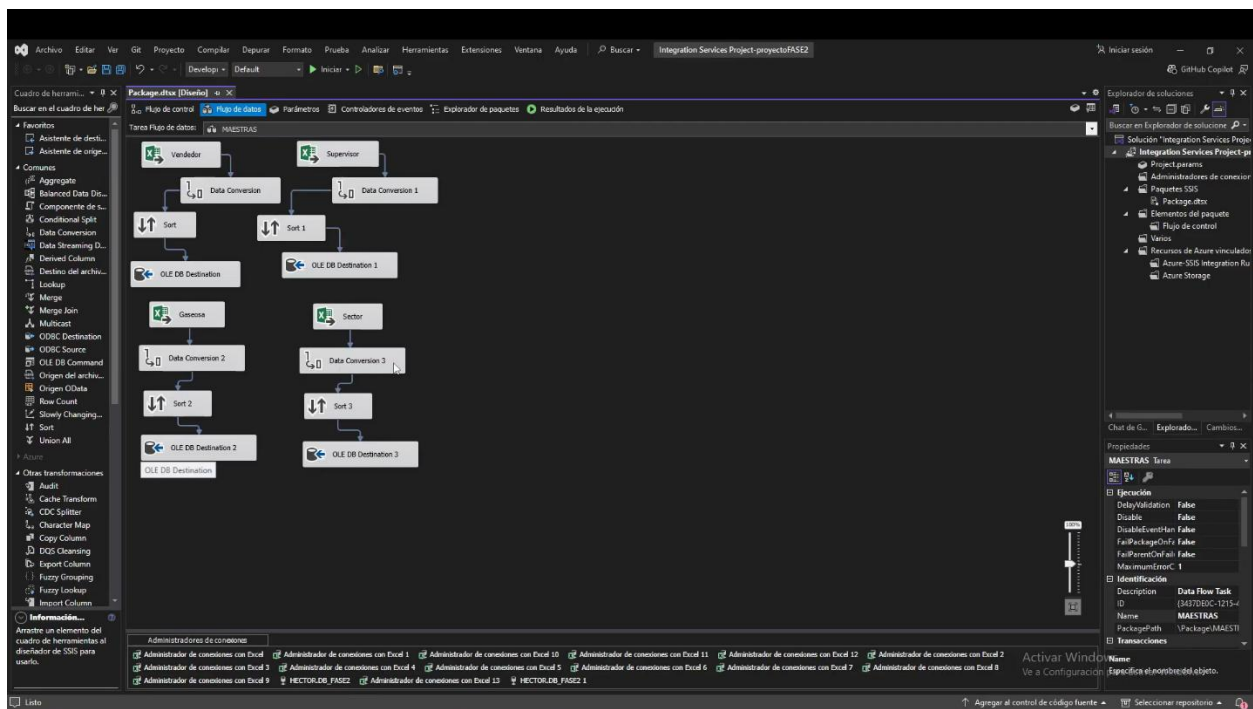 Archivo Editar Ver Git Proyecto Compilar Depurar Formato Prueba Analizar Herramientas Extensiones Ventana Ayuda Buscar Integration Services Project-proyectoFASE2 Iniciar sesión
Develop Default Iniciar GitHub Copilot
Cuadro de herrami...
Buscar en el cuadro de her
Favoritos
Asistente de desti...
Asistente de orige...
Comunes
Aggregate
Balanced Data Dis...
Componente de s...
Conditional Split
Data Conversion
Data Streaming D...
Derived Column
Destino del archiv...
Lookup
Merge
Merge Join
Multicast
ODBC Destination
ODBC Source
OLE DB Command
Origen del archiv...
Origen OData
Row Count
Slowly Changing...
Sort
Union All
Azure
Otras transformaciones
Audit
Cache Transform
CDC Splitter
Character Map
Copy Column
DQS Cleansing
Export Column
Fuzzy Grouping
Fuzzy Lookup
Import Column
Información...
Arrastre un elemento del
cuadro de herramientas al
diseñador de SSIS para
usarlo.
Package.dtsx [Diseño]
Flujo de control Flujo de datos Parámetros Controladores de eventos Explorador de paquetes Resultados de la ejecución
Tarea Flujo de datos: MAESTRAS
Vendedor Supervisor
Data Conversion Data Conversion 1
Sort Sort 1
OLE DB Destination OLE DB Destination 1
Gaseosa Sector
Data Conversion 2 Data Conversion 3
Sort 2 Sort 3
OLE DB Destination 2 OLE DB Destination 3
OLE DB Destination
100%
Administradores de conexiones
Administrador de conexiones con Excel Administrador de conexiones con Excel 1 Administrador de conexiones con Excel 10 Administrador de conexiones con Excel 11 Administrador de conexiones con Excel 12 Administrador de conexiones con Excel 2
Administrador de conexiones con Excel 3 Administrador de conexiones con Excel 4 Administrador de conexiones con Excel 5 Administrador de conexiones con Excel 6 Administrador de conexiones con Excel 7 Administrador de conexiones con Excel 8
Administrador de conexiones con Excel 9 HECTOR.DB_FASE2 Administrador de conexiones con Excel 13 HECTOR.DB_FASE2 1
Explorador de soluciones
Buscar en Explorador de solucione
Solución "Integration Services Proje
Integration Services Project-pr
Project.params
Administradores de conexior
Paquetes SSIS
Package.dtsx
Elementos del paquete
Flujo de control
Varios
Recursos de Azure vinculado
Azure-SSIS Integration Ru
Azure Storage
Chat de G... Explorado... Cambios...
Propiedades
MAESTRAS Tarea
Ejecución
DelayValidation False
Disable False
DisableEventHan False
FailPackageOnFa False
FailParentOnFail False
MaximumErrorC 1
Identificación
Description Data Flow Task
ID {3437DE0C-1215-4
Name MAESTRAS
PackagePath \Package\MAESTI
Transacciones
Name
Especifica el nombre del objeto.
Activar Window
Ve a Configuración
Listo Agregar al control de código fuente Seleccionar repositorio